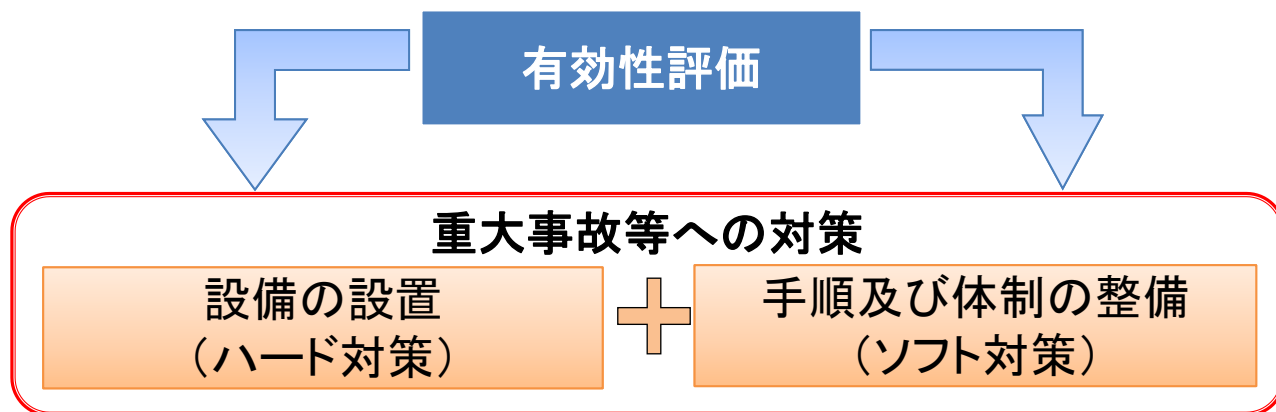 有効性評価
重大事故等への対策
設備の設置
（ハード対策）
手順及び体制の整備
（ソフト対策）